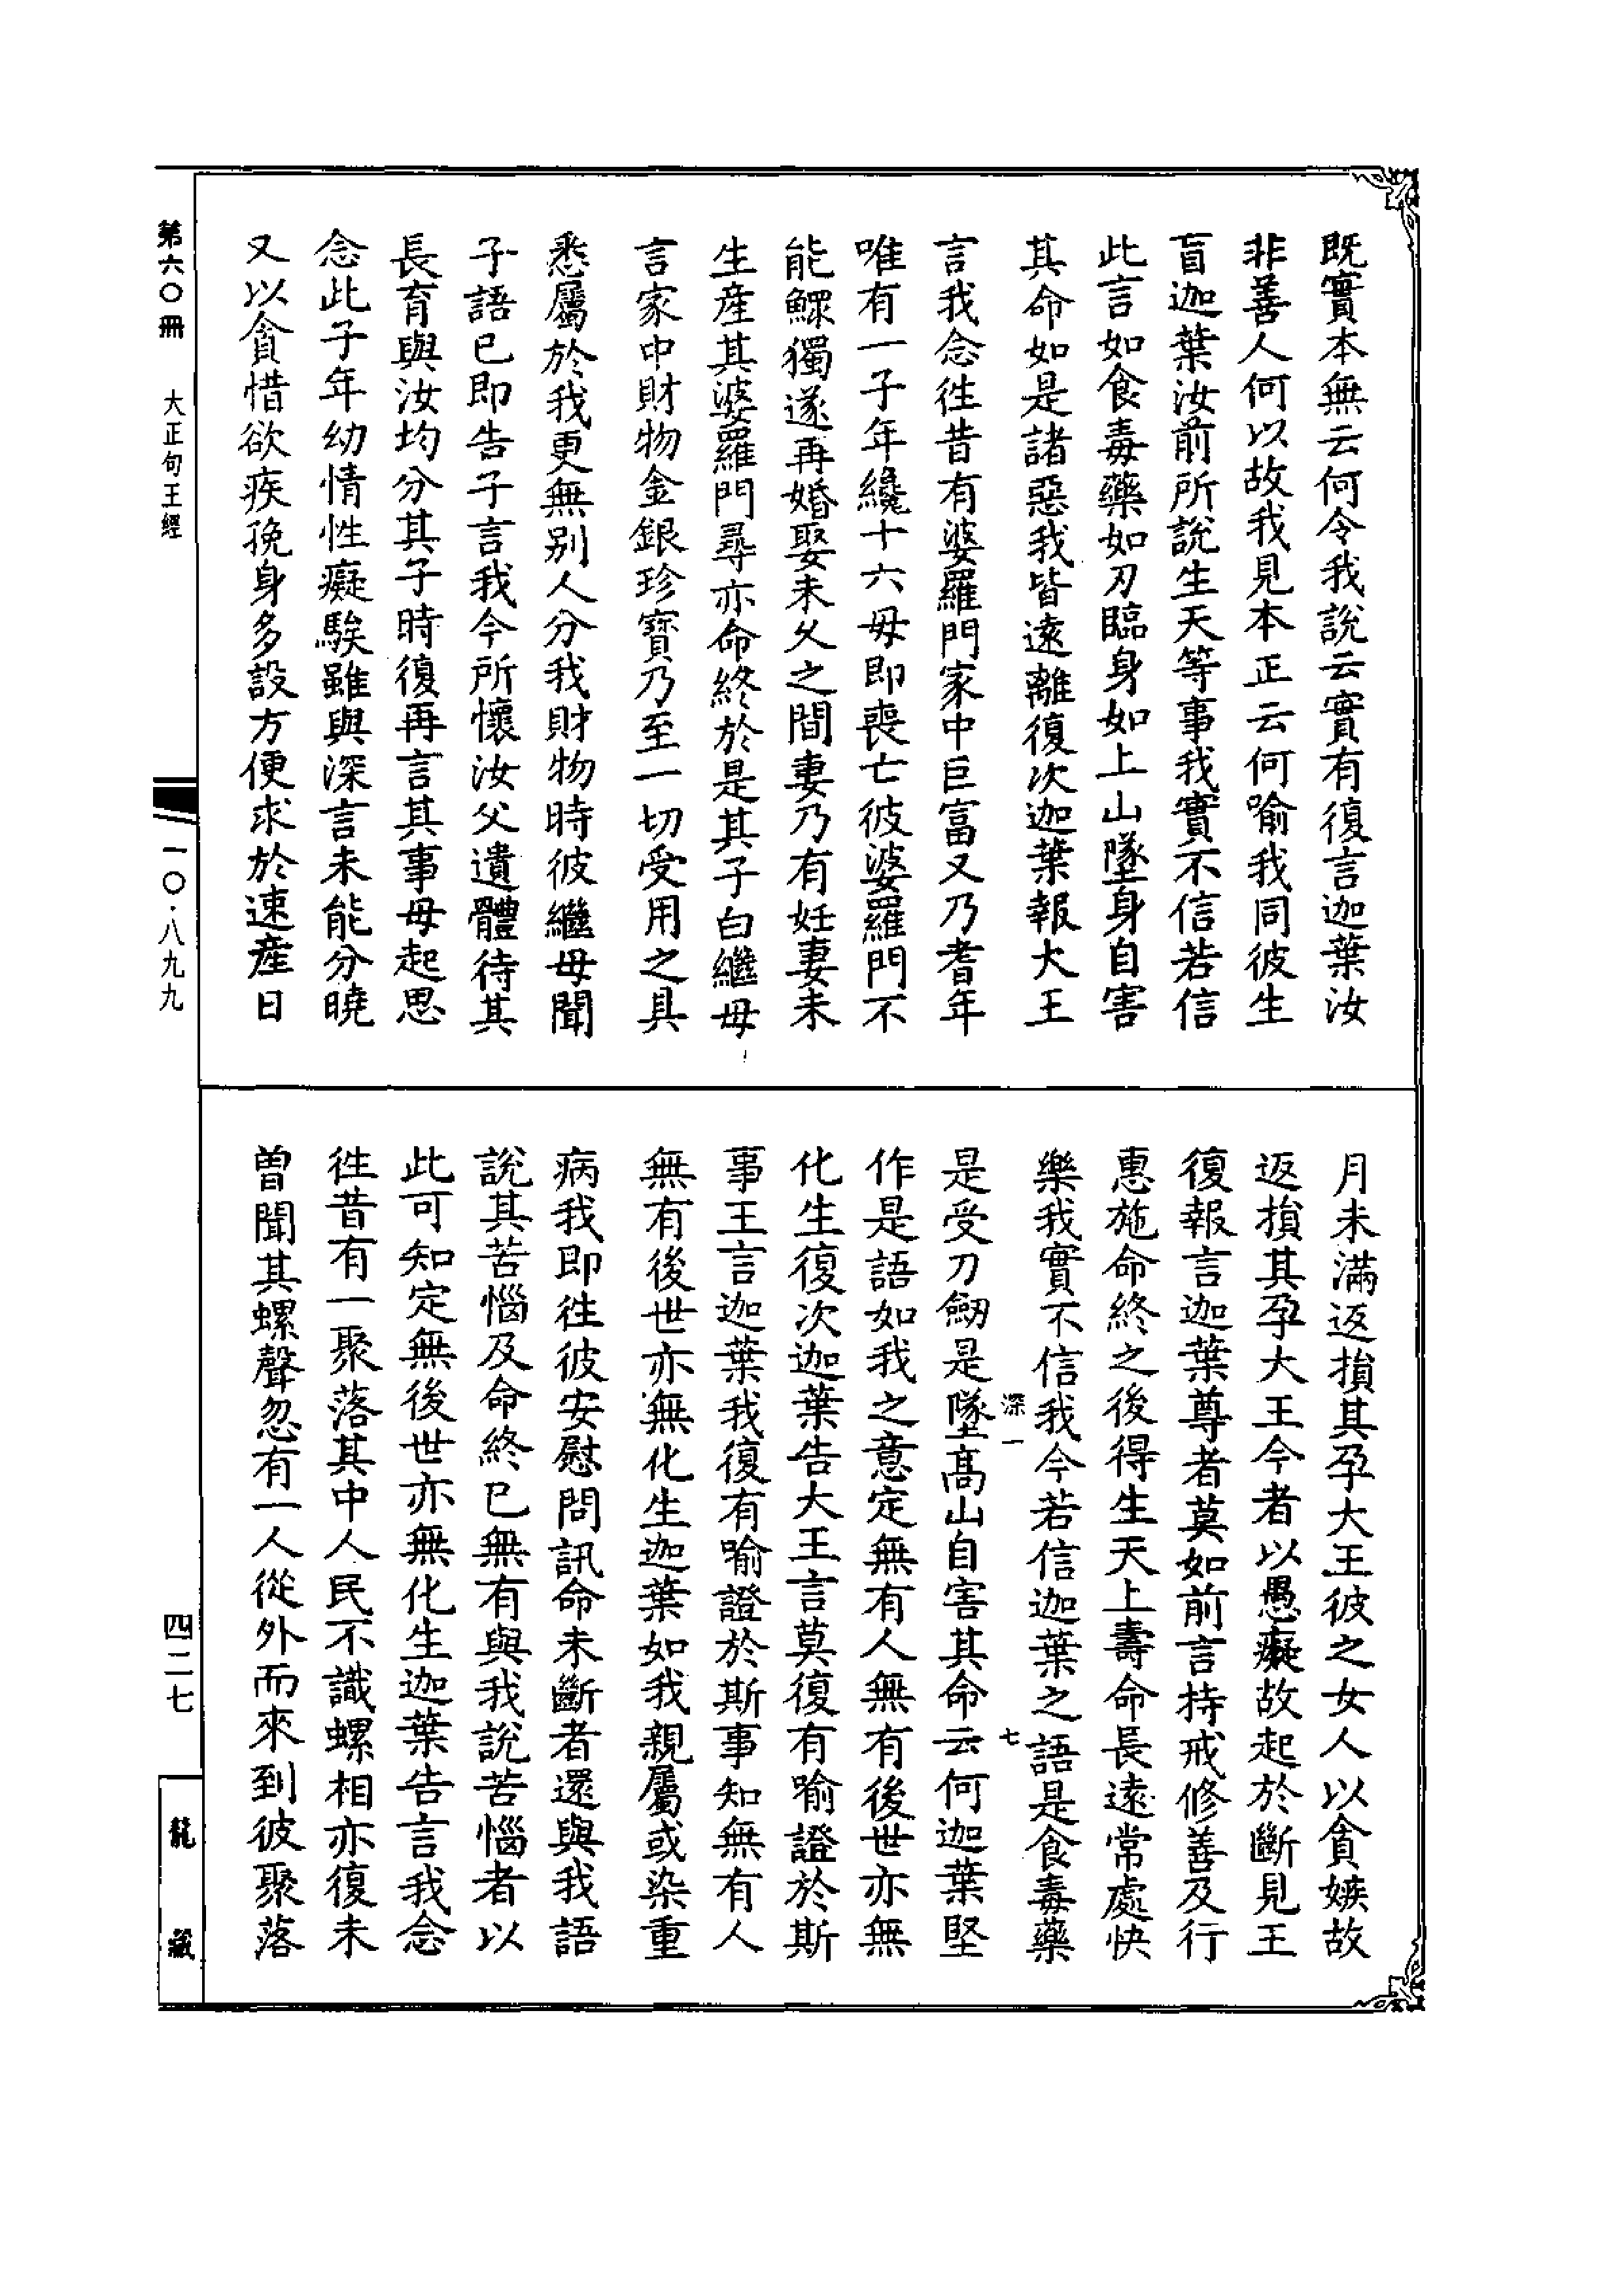 既實本無云何令我說云實有復言迦葉汝
非善人何以故我見本正云何喻我同彼生
盲迦葉汝前所說生天等事我實不信若信
此言如食毒藥如刃臨身如上山墜身自害
其命如是諸惡我皆遠離復次迦葉報大王
言我念徃昔有婆羅門家中巨富又乃耆年
唯有一子年纔十六母即喪亡彼婆羅門不
能鰥獨遂再婚娶未久之間妻乃有妊妻未
生産其婆羅門尋亦命終於是其子白繼母
言家中財物金銀珍寶乃至一切受用之具
悉屬於我更無别人分我財物時彼繼母聞
子語已即告子言我今所懷汝父遺體待其
長育與汝均分其子時復再言其事母起思
念此子年幼情性癡騃雖與深言未能分曉
又以貪惜欲疾挽身多設方便求於速産日
月未滿返損其孕大王彼之女人以貪嫉故
返損其孕大王今者以愚癡故起於斷見王
復報言迦葉尊者莫如前言持戒修善及行
惠施命終之後得生天上壽命長遠常處快
樂我實不信我今若信迦葉之語是食毒藥
深一
七
是受刀劒是墜高山自害其命云何迦葉堅
作是語如我之意定無有人無有後世亦無
化生復次迦葉告大王言莫復有喻證於斯
事王言迦葉我復有喻證於斯事知無有人
無有後世亦無化生迦葉如我親屬或染重
病我即徃彼安慰問訊命未斷者還與我語
說其苦惱及命終已無有與我說苦惱者以
此可知定無後世亦無化生迦葉告言我念
徃昔有一聚落其中人民不識螺相亦復未
曽聞其螺聲忽有一人從外而來到彼聚落
第六〇冊
大正句王經
一〇·八九九
四二七
龍藏